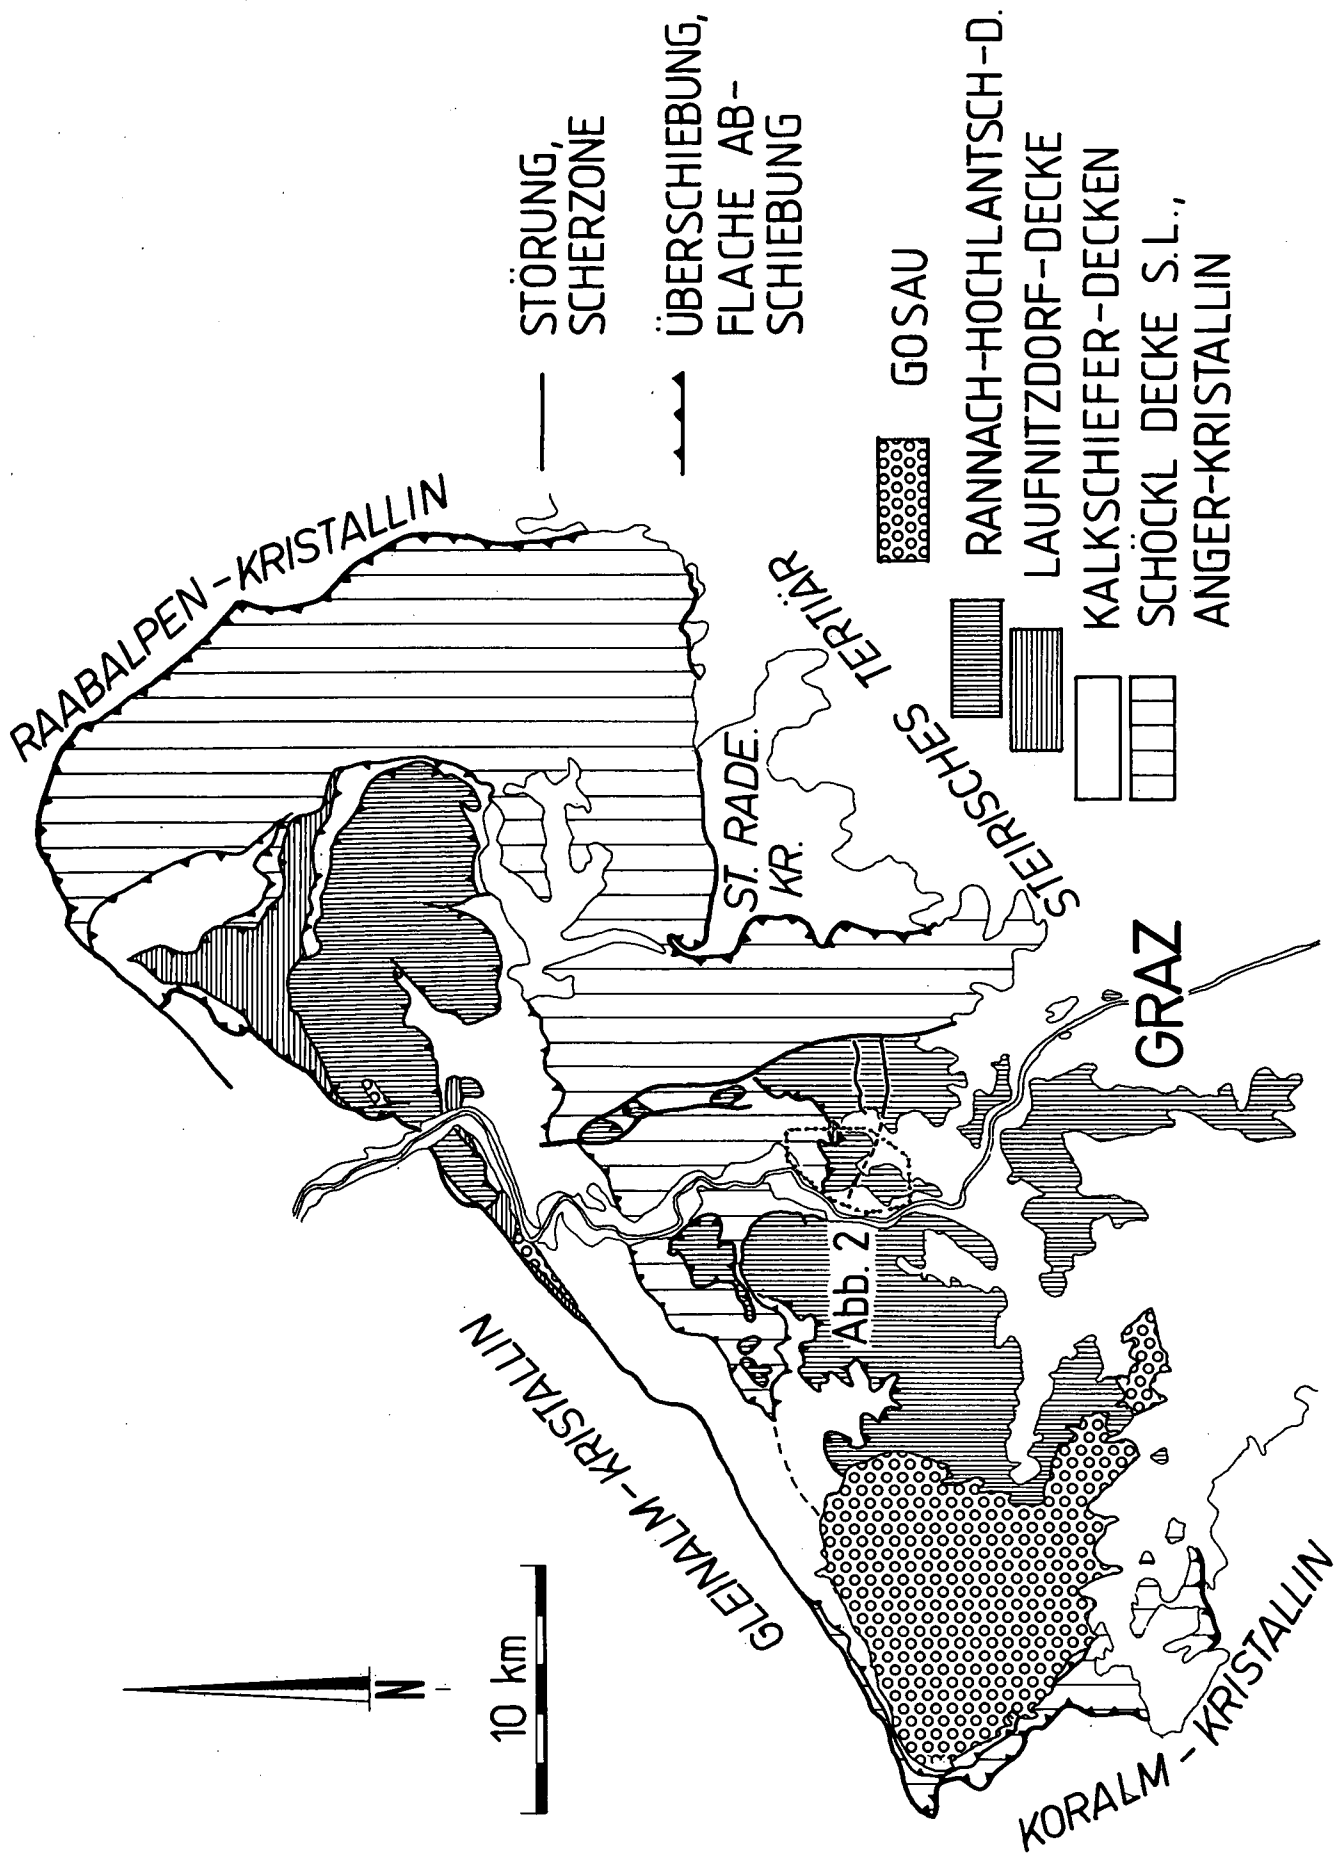 RAABALPEN-KRISTALLIN
GLEINALM-KRISTALLIN
KORALM-KRISTALLIN
ST. RADE.
KR.
STEIRISCHES TERTIÄR
GRAZ
Abb. 2
N
10 km
STÖRUNG,
SCHERZONE
ÜBERSCHIEBUNG,
FLACHE AB-
SCHIEBUNG
GOSAU
RANNACH-HOCHLANTSCH-D.
LAUFNITZDORF-DECKE
KALKSCHIEFER-DECKEN
SCHÖCKL DECKE S.L.,
ANGER-KRISTALLIN